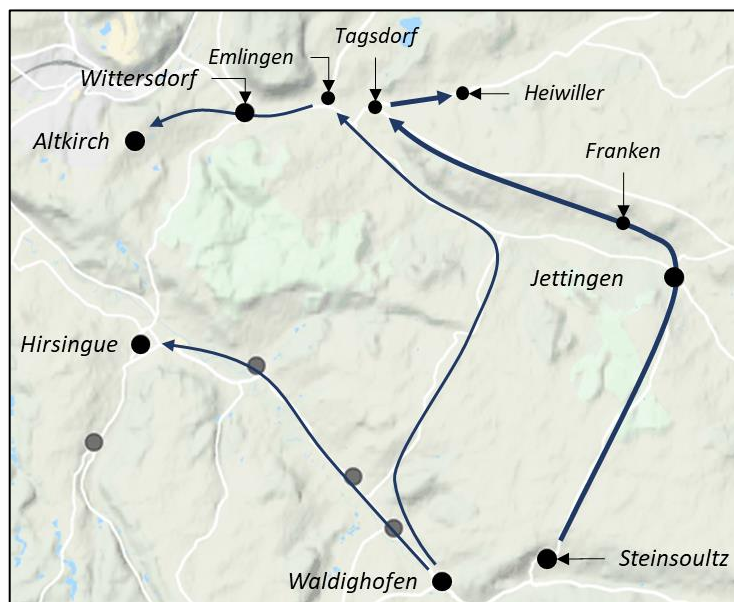 Tagsdorf
Emlingen
Wittersdorf
Heiwiller
Altkirch
Franken
Jettingen
Hirsingue
Steinsoultz
Waldighofen